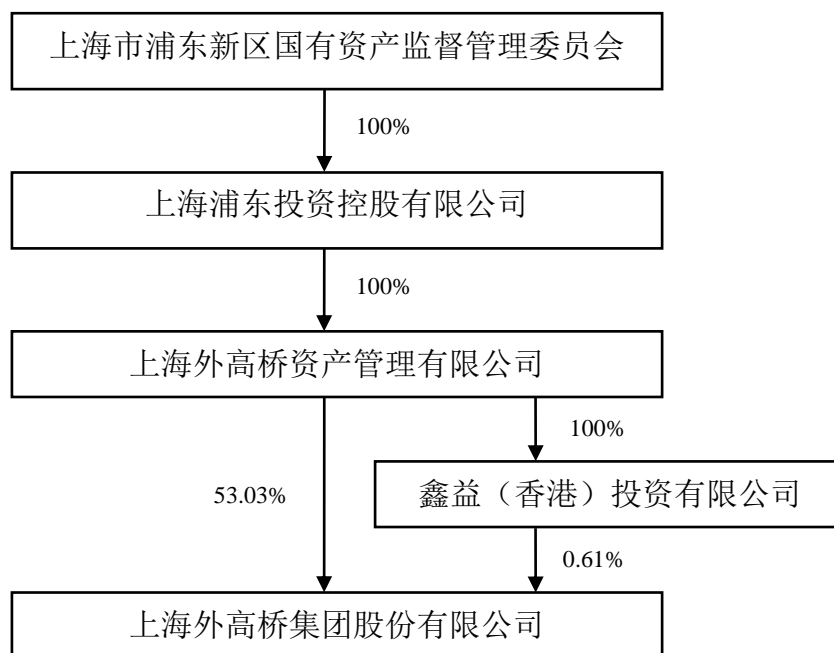 上海市浦东新区国有资产监督管理委员会
100%
上海浦东投资控股有限公司
100%
上海外高桥资产管理有限公司
100%
53.03%
鑫益（香港）投资有限公司
0.61%
上海外高桥集团股份有限公司